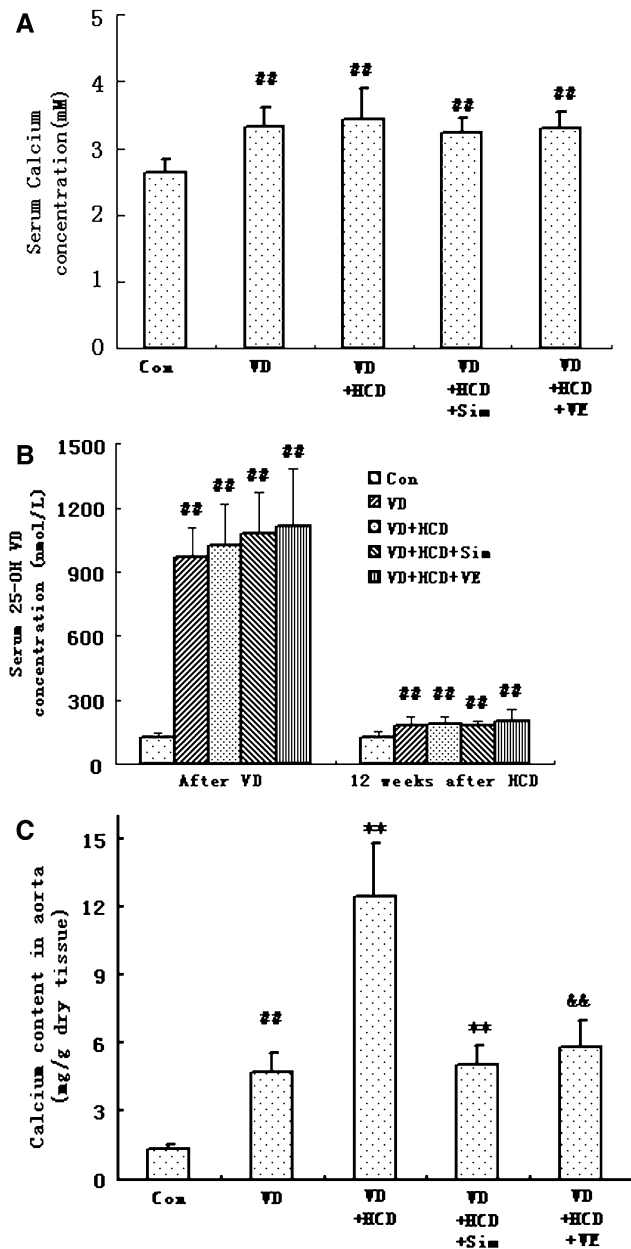 A
Serum Calcium
concentration(mM)
5
4
3
2
1
0
##
##
##
##
Con
VD
VD
+HCD
VD
+HCD
+Sim
VD
+HCD
+VE
B
Serum 25-OH VD
concentration (nmol/L)
1500
1200
900
600
300
0
##
##
##
##
##
##
##
##
Con
VD
VD+HCD
VD+HCD+Sim
VD+HCD+VE
After VD
12 weeks after HCD
C
Calcium content in aorta
(mg/g dry tissue)
15
12
9
6
3
0
##
&&
Con
VD
VD
+HCD
VD
+HCD
+Sim
VD
+HCD
+VE